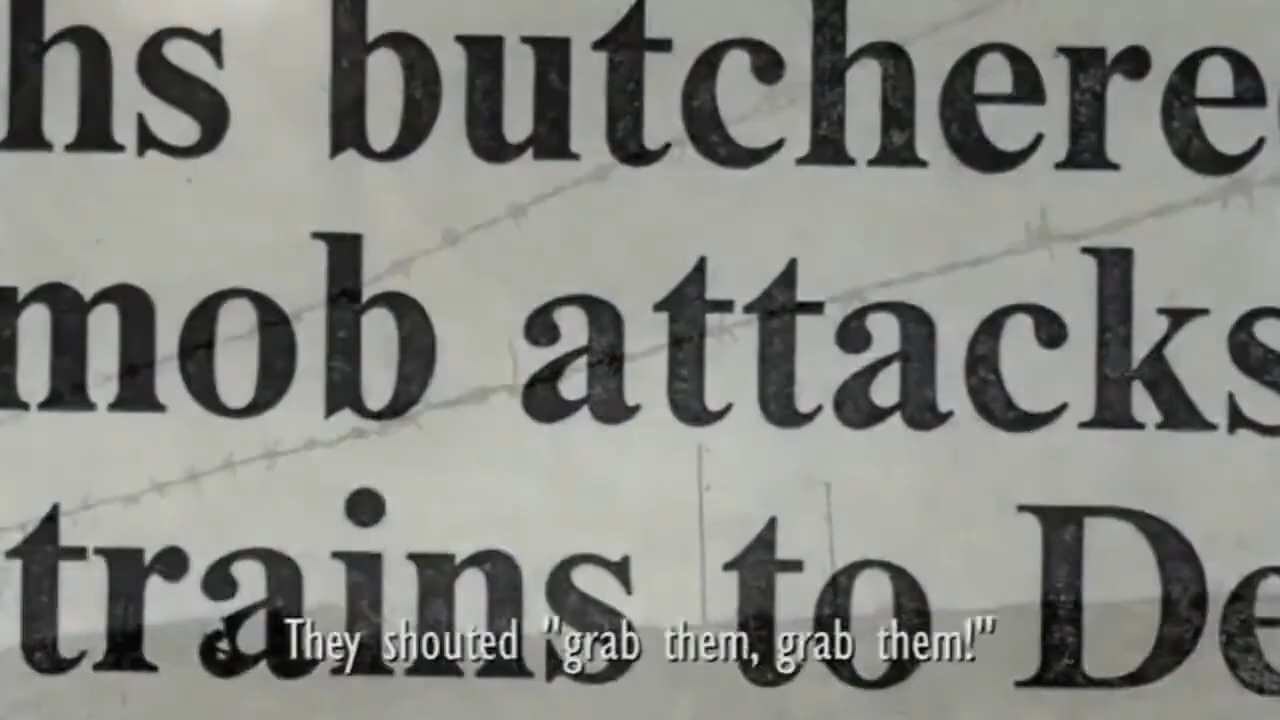 hs butchere
mob attacks
trains to De
They shouted "grab them, grab them!"